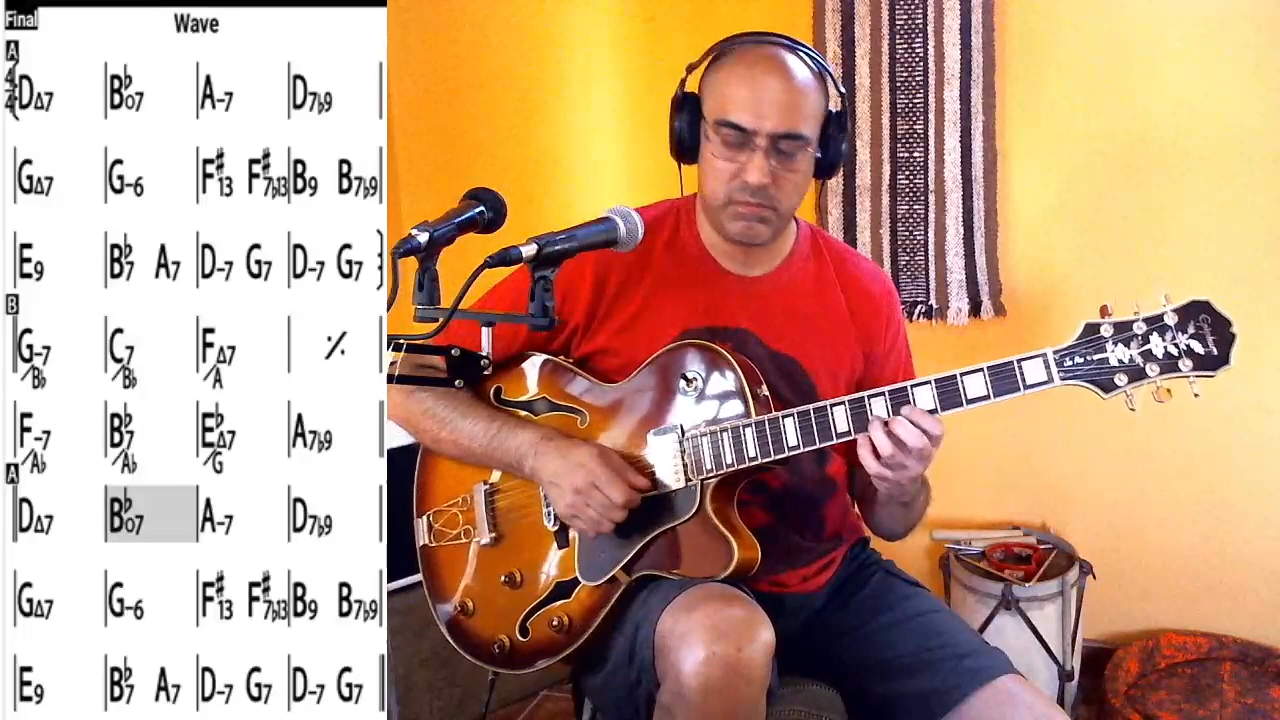 Final
Wave
A
4/4 DΔ7 | B♭o7 | A-7 | D7♭9
GΔ7 | G-6 | F♯13 F♯7♭13 | B9 B7♭9
E9 | B♭7 A7 | D-7 G7 | D-7 G7
B
G-7/B♭ | C7/B♭ | FΔ7/A | ٪
F-7/A♭ | B♭7/A♭ | E♭Δ7/G | A7♭9
A
DΔ7 | B♭o7 | A-7 | D7♭9
GΔ7 | G-6 | F♯13 F♯7♭13 | B9 B7♭9
E9 | B♭7 A7 | D-7 G7 | D-7 G7
Epiphone